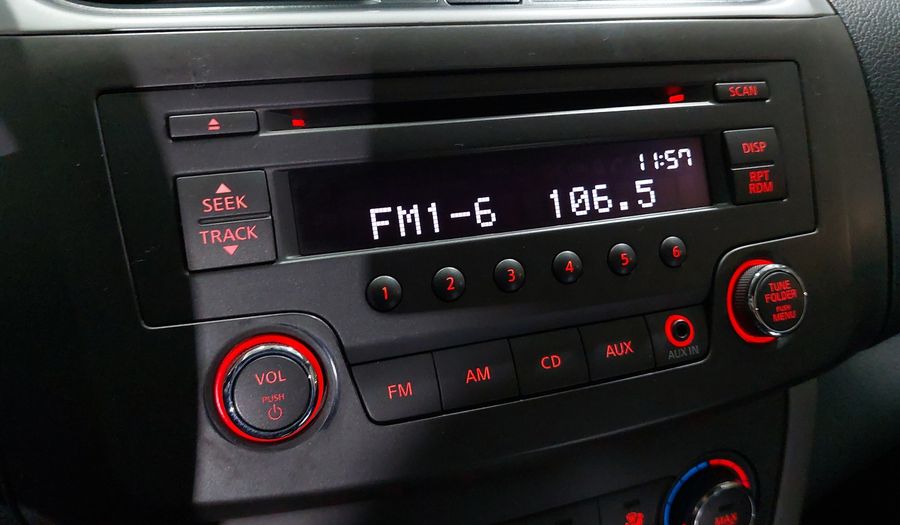 SCAN
11:57
DISP
SEEK
FM1-6 106.5
RPT
RDM
TRACK
1 2 3 4 5 6
TUNE
FOLDER
PUSH
MENU
VOL
PUSH
FM AM CD AUX
AUX IN
MAX